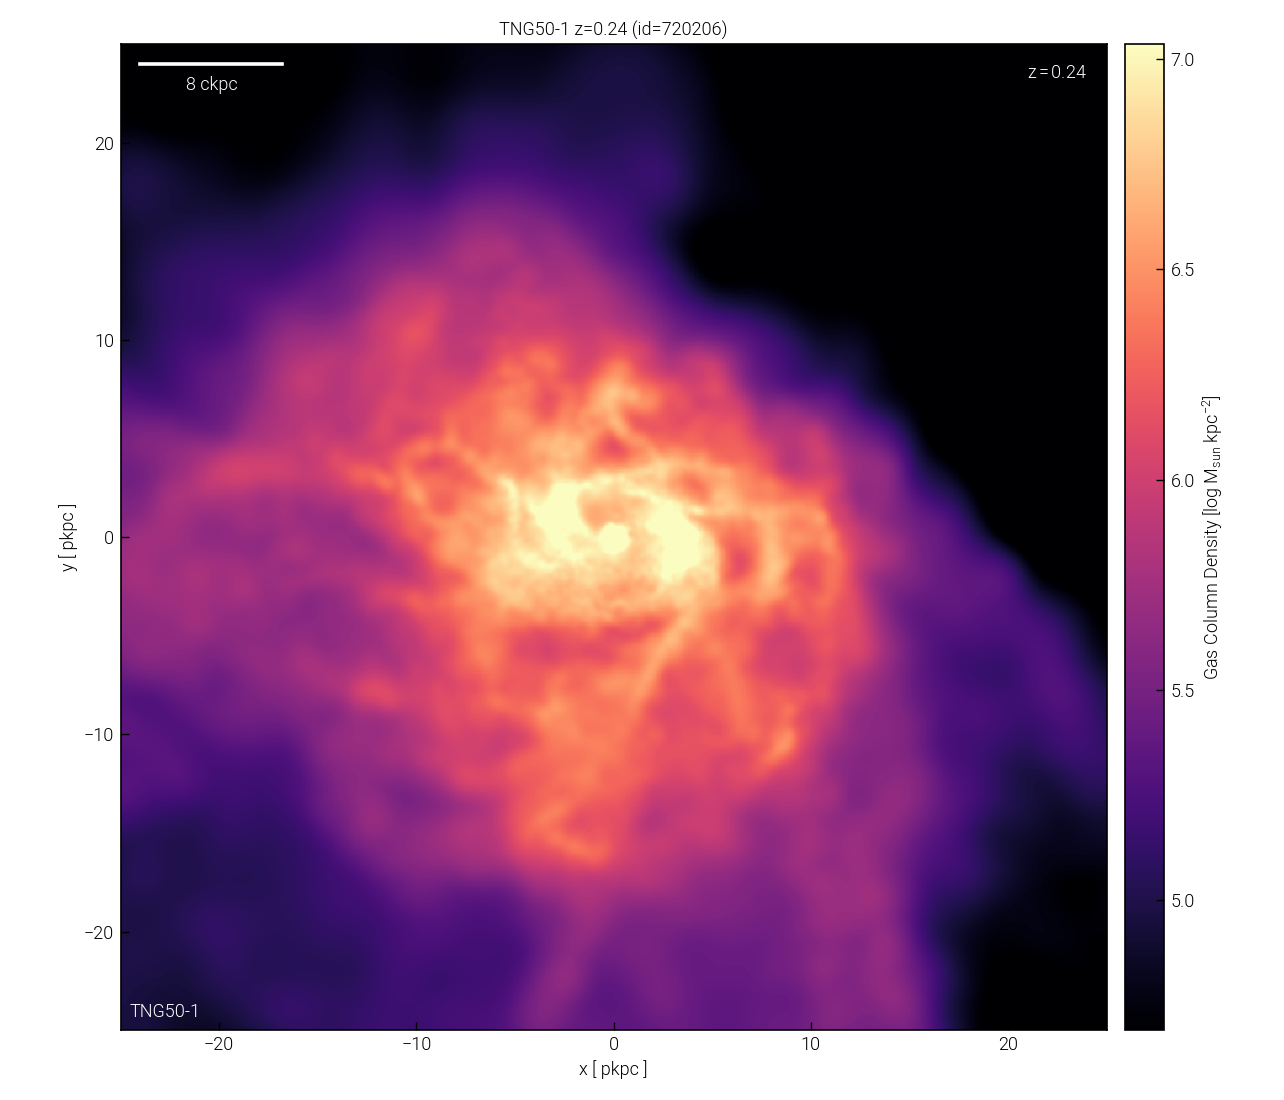 TNG50-1 z=0.24 (id=720206)
8 ckpc
z=0.24
TNG50-1
20
10
0
−10
−20
y [ pkpc ]
−20
−10
0
10
20
x [ pkpc ]
7.0
6.5
6.0
5.5
5.0
Gas Column Density [log M_sun kpc⁻²]